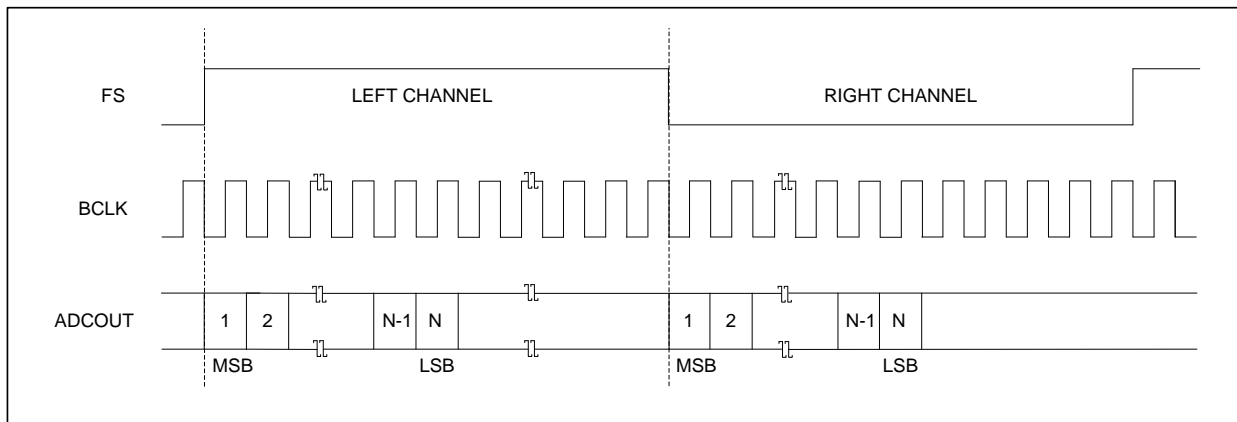 FS
LEFT CHANNEL
RIGHT CHANNEL
BCLK
ADCOUT
1
2
N-1
N
1
2
N-1
N
MSB
LSB
MSB
LSB